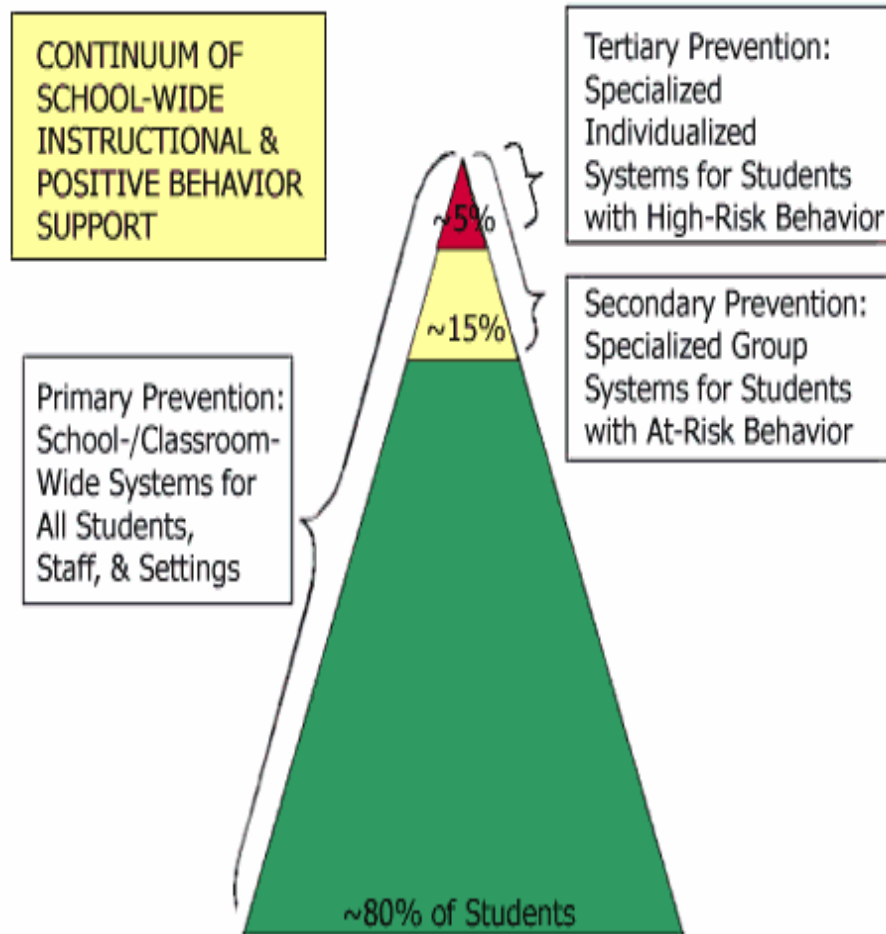 CONTINUUM OF
SCHOOL-WIDE
INSTRUCTIONAL &
POSITIVE BEHAVIOR
SUPPORT
Tertiary Prevention:
Specialized
Individualized
Systems for Students
with High-Risk Behavior
~5%
~15%
Secondary Prevention:
Specialized Group
Systems for Students
with At-Risk Behavior
Primary Prevention:
School-/Classroom-
Wide Systems for
All Students,
Staff, & Settings
~80% of Students